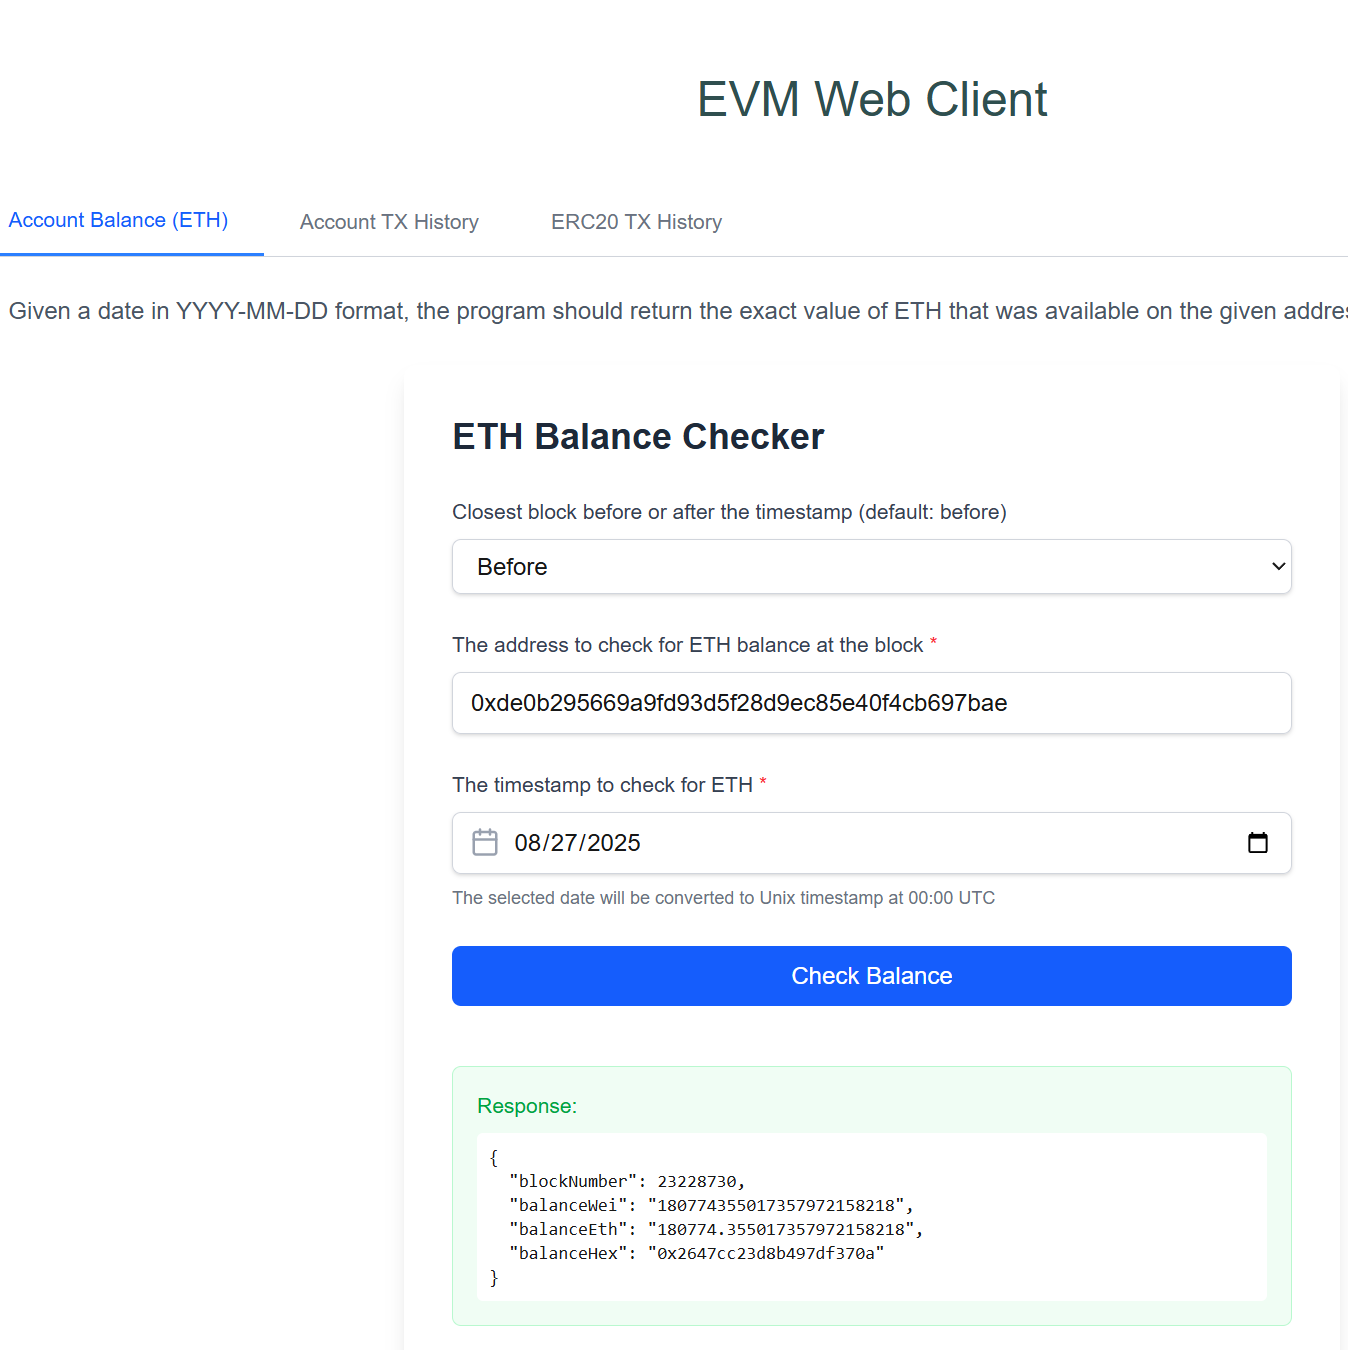 EVM Web Client
Account Balance (ETH)
Account TX History
ERC20 TX History
Given a date in YYYY-MM-DD format, the program should return the exact value of ETH that was available on the given
ETH Balance Checker
Closest block before or after the timestamp (default: before)
Before
The address to check for ETH balance at the block *
0xde0b295669a9fd93d5f28d9ec85e40f4cb697bae
The timestamp to check for ETH *
08/27/2025
The selected date will be converted to Unix timestamp at 00:00 UTC
Check Balance
Response:
{
"blockNumber": 23228730,
"balanceWei": "180774355017357972158218",
"balanceEth": "180774.355017357972158218",
"balanceHex": "0x2647cc23d8b497df370a"
}